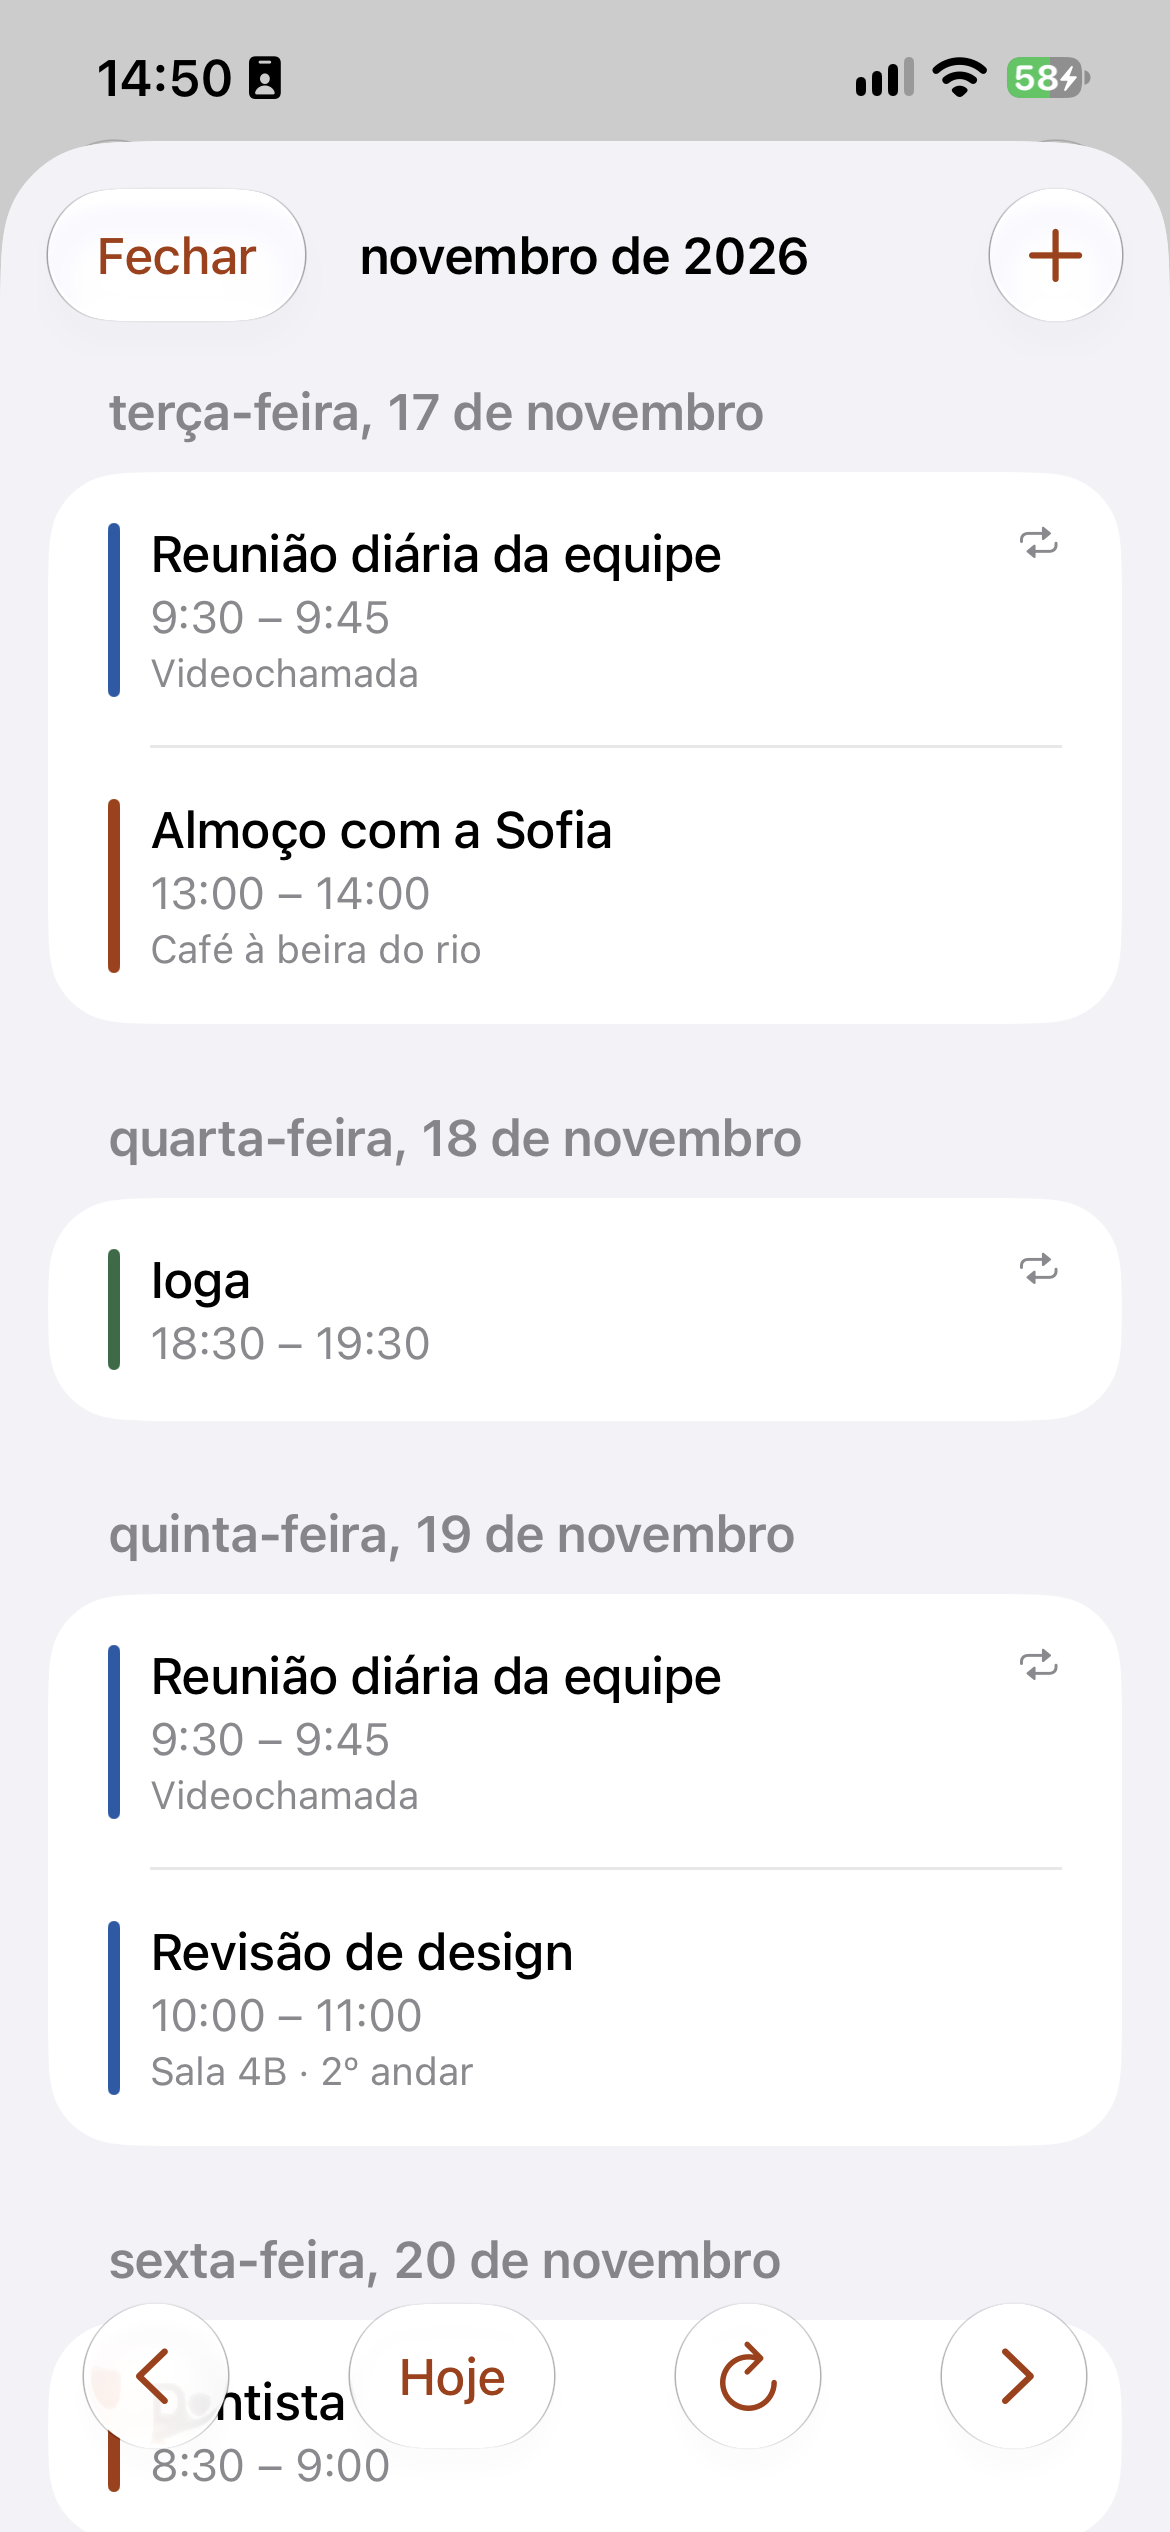 14:50
58
Fechar
novembro de 2026
terça-feira, 17 de novembro
Reunião diária da equipe
9:30 – 9:45
Videochamada
Almoço com a Sofia
13:00 – 14:00
Café à beira do rio
quarta-feira, 18 de novembro
Ioga
18:30 – 19:30
quinta-feira, 19 de novembro
Reunião diária da equipe
9:30 – 9:45
Videochamada
Revisão de design
10:00 – 11:00
Sala 4B · 2º andar
sexta-feira, 20 de novembro
Dentista
Hoje
8:30 – 9:00